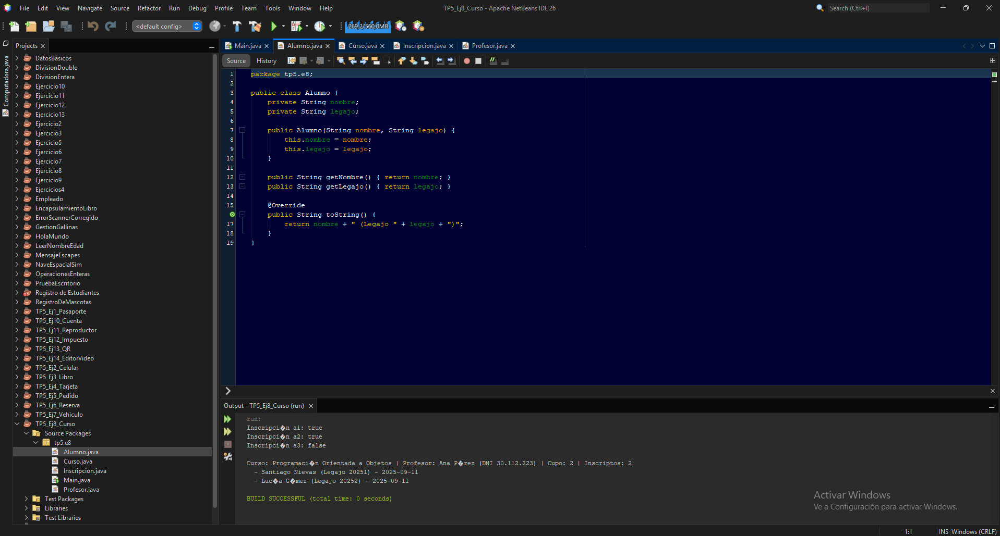 File Edit View Navigate Source Refactor Run Debug Profile Team Tools Window Help
TP5_Ej8_Curso - Apache NetBeans IDE 26
Search (Ctrl+I)
<default config>
269,2/560,0MB
Computadora.java
Projects
DatosBasicos
DivisionDouble
DivisionEntera
Ejercicio10
Ejercicio11
Ejercicio12
Ejercicio13
Ejercicio2
Ejercicio3
Ejercicio5
Ejercicio6
Ejercicio7
Ejercicio8
Ejercicio9
Ejercicios4
Empleado
EncapsulamientoLibro
ErrorScannerCorregido
GestionGallinas
HolaMundo
LeerNombreEdad
MensajeEscapes
NaveEspacialSim
OperacionesEnteras
PruebaEscritorio
Registro de Estudiantes
RegistroDeMascotas
TP5_Ej1_Pasaporte
TP5_Ej10_Cuenta
TP5_Ej11_Reproductor
TP5_Ej12_Impuesto
TP5_Ej13_QR
TP5_Ej14_EditorVideo
TP5_Ej2_Celular
TP5_Ej3_Libro
TP5_Ej4_Tarjeta
TP5_Ej5_Pedido
TP5_Ej6_Reserva
TP5_Ej7_Vehiculo
TP5_Ej8_Curso
Source Packages
tp5.e8
Alumno.java
Curso.java
Inscripcion.java
Main.java
Profesor.java
Test Packages
Libraries
Test Libraries
Main.java Alumno.java Curso.java Inscripcion.java Profesor.java
Source History
1 package tp5.e8;
2
3 public class Alumno {
4 private String nombre;
5 private String legajo;
6
7 public Alumno(String nombre, String legajo) {
8 this.nombre = nombre;
9 this.legajo = legajo;
10 }
11
12 public String getNombre() { return nombre; }
13 public String getLegajo() { return legajo; }
14
15 @Override
public String toString() {
17 return nombre + " (Legajo " + legajo + ")";
18 }
19 }
Output - TP5_Ej8_Curso (run)
run:
Inscripci�n a1: true
Inscripci�n a2: true
Inscripci�n a3: false
Curso: Programaci�n Orientada a Objetos | Profesor: Ana P�rez (DNI 30.112.223) | Cupo: 2 | Inscriptos: 2
- Santiago Nievas (Legajo 20251) - 2025-09-11
- Luc�a G�mez (Legajo 20252) - 2025-09-11
BUILD SUCCESSFUL (total time: 0 seconds)
Activar Windows
Ve a Configuración para activar Windows.
1:1 INS Windows (CRLF)